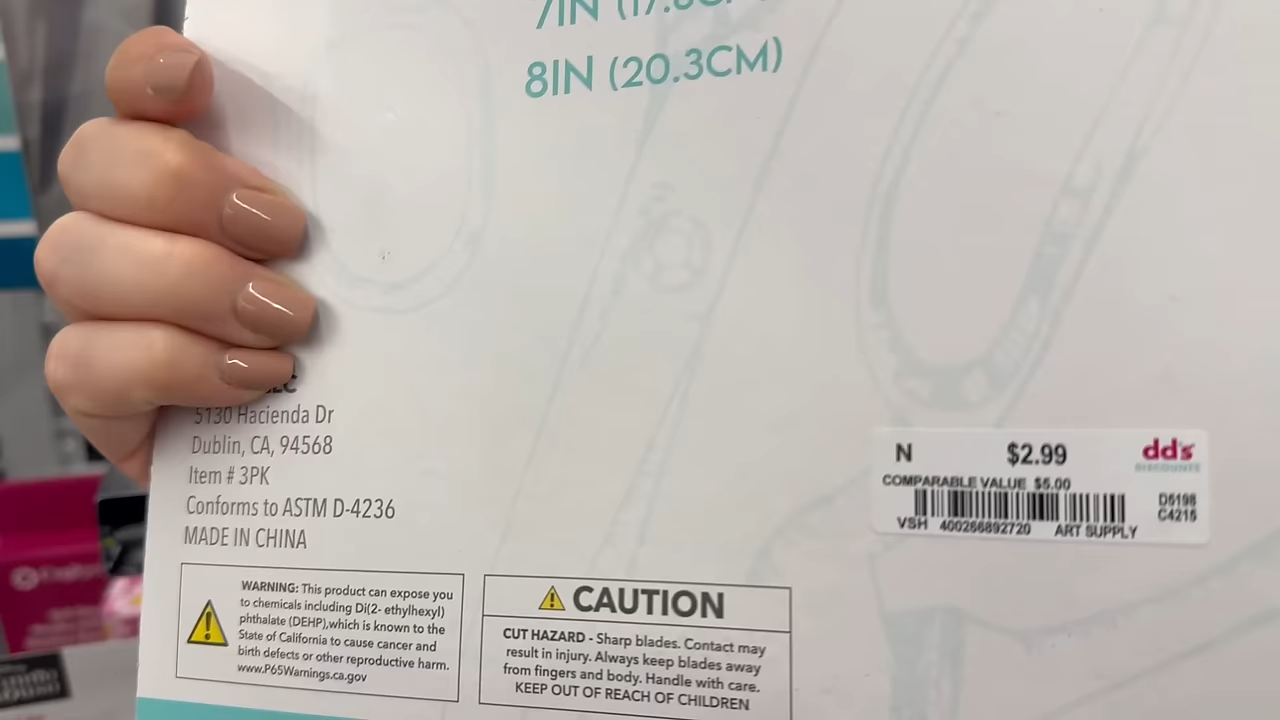 7IN
8IN (20.3CM)
5130 Hacienda Dr
Dublin, CA, 94568
Item # 3PK
Conforms to ASTM D-4236
MADE IN CHINA
WARNING: This product can expose you
to chemicals including Di(2- ethylhexyl)
phthalate (DEHP),which is known to the
State of California to cause cancer and
birth defects or other reproductive harm.
www.P65Warnings.ca.gov
CAUTION
CUT HAZARD - Sharp blades. Contact may
result in injury. Always keep blades away
from fingers and body. Handle with care.
KEEP OUT OF REACH OF CHILDREN
N $2.99 dd's
DISCOUNTS
COMPARABLE VALUE $5.00
D5198
C4215
VSH 400266892720 ART SUPPLY